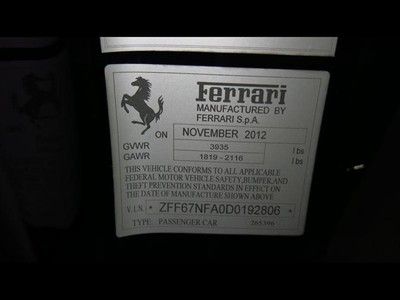 Ferrari
MANUFACTURED BY
FERRARI S.p.A.
ON NOVEMBER 2012
GVWR 3935 lbs
GAWR 1819 - 2116 lbs
THIS VEHICLE CONFORMS TO ALL APPLICABLE
FEDERAL MOTOR VEHICLE SAFETY, BUMPER, AND
THEFT PREVENTION STANDARDS IN EFFECT ON
THE DATE OF MANUFACTURE SHOWN ABOVE
V.I.N. * ZFF67NFA0D0192806 *
TYPE: PASSENGER CAR 265396